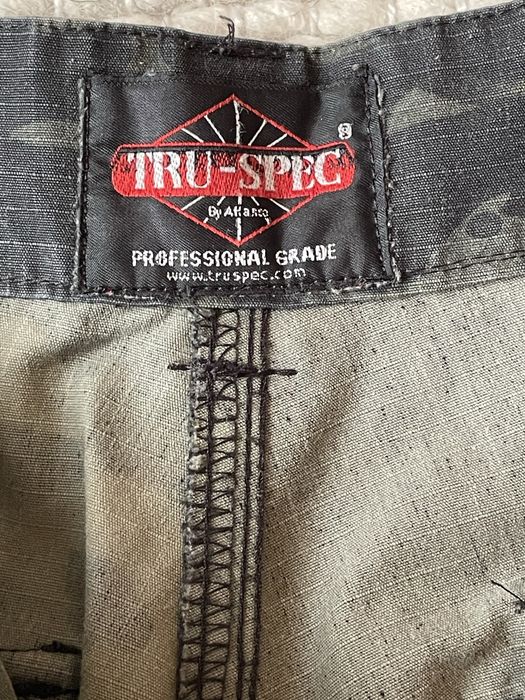 TRU-SPEC®
By Atlanco
PROFESSIONAL GRADE
www.truspec.com